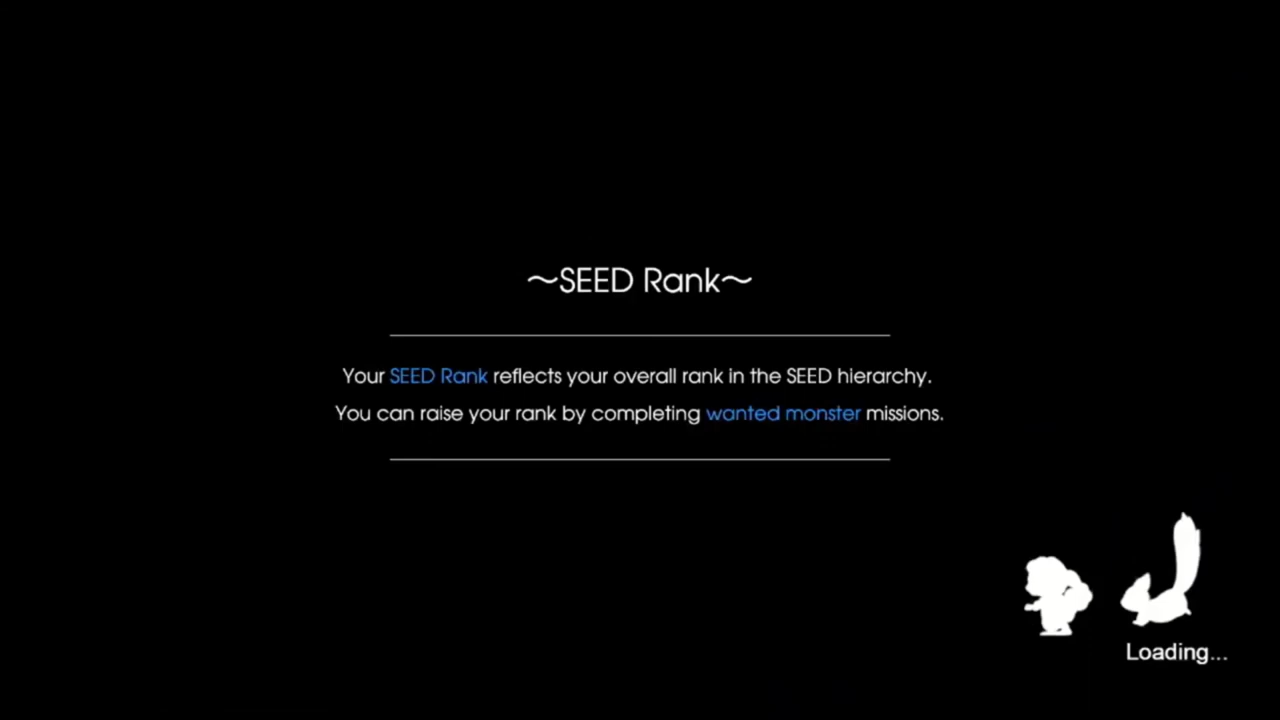 ～SEED Rank～
Your SEED Rank reflects your overall rank in the SEED hierarchy.
You can raise your rank by completing wanted monster missions.
Loading...